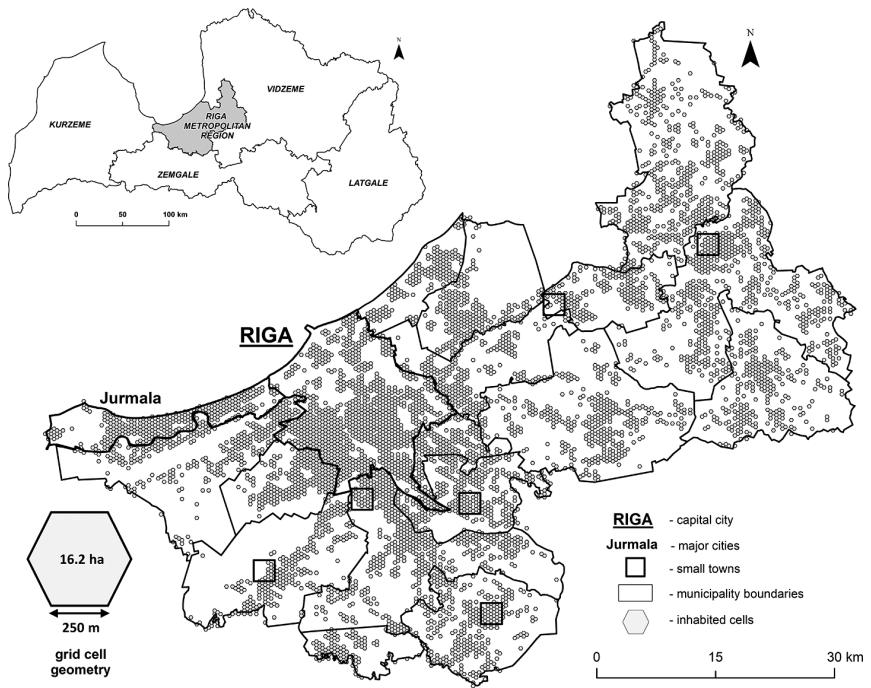 N
VIDZEME
KURZEME
RIGA
METROPOLITAN
REGION
ZEMGALE
LATGALE
0 50 100 km
N
RIGA
Jurmala
16.2 ha
250 m
grid cell
geometry
RIGA - capital city
Jurmala - major cities
- small towns
- municipality boundaries
- inhabited cells
0 15 30 km